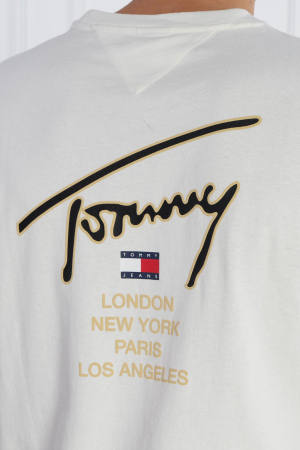 Tommy
TOMMY
JEANS
LONDON
NEW YORK
PARIS
LOS ANGELES